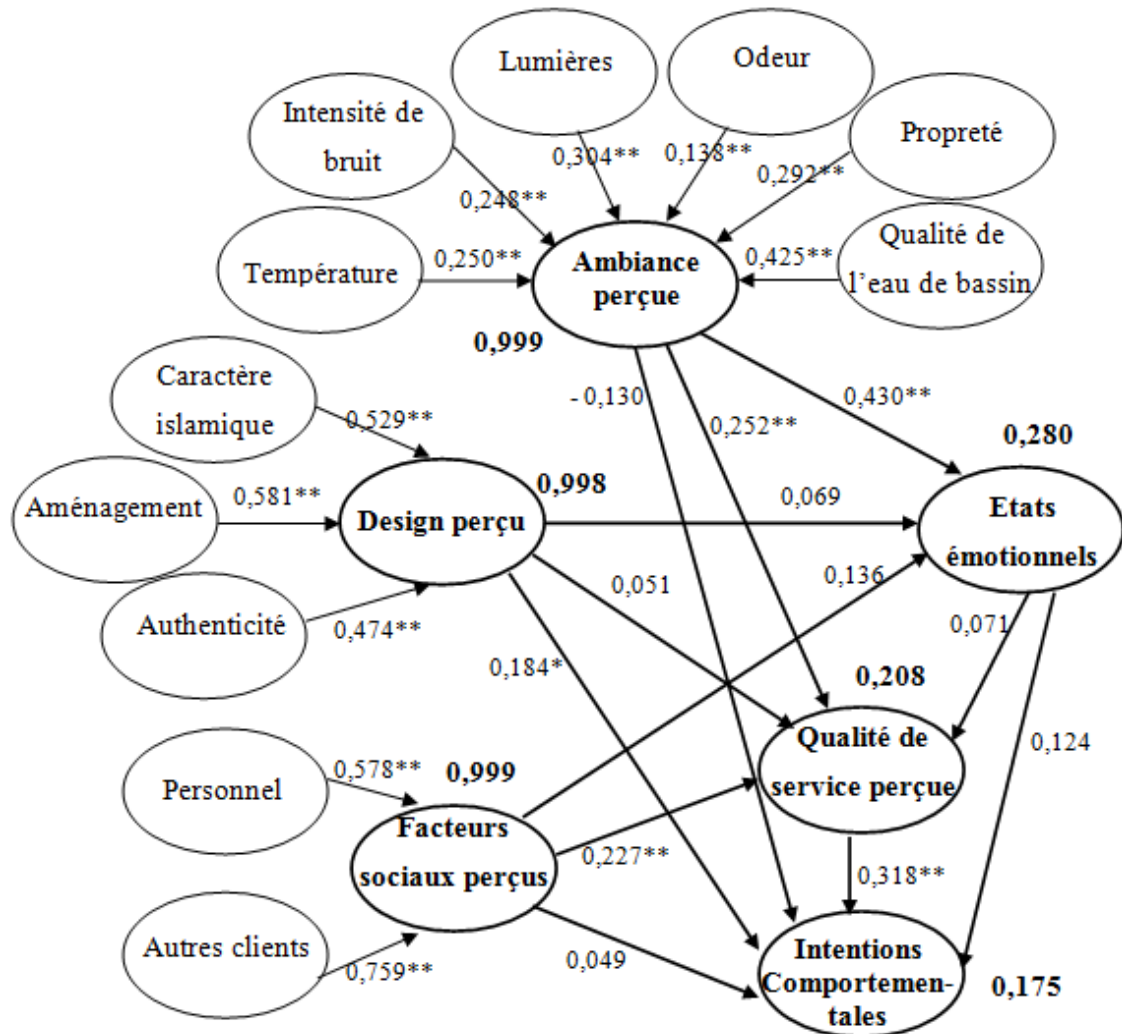 Lumières
Odeur
Intensité de
bruit
Propreté
0,304**
0,138**
0,292**
0,248**
Température
0,250**
Ambiance
perçue
0,425**
Qualité de
l’eau de bassin
0,999
Caractère
islamique
0,529**
- 0,130
0,252**
0,430**
0,280
Aménagement
0,581**
0,998
Design perçu
0,069
Etats
émotionnels
Authenticité
0,474**
0,051
0,136
0,071
0,184*
0,208
Qualité de
service perçue
0,124
Personnel
0,578**
0,999
Facteurs
sociaux perçus
0,227**
0,318**
Autres clients
0,759**
0,049
Intentions
Comportemen-
tales
0,175